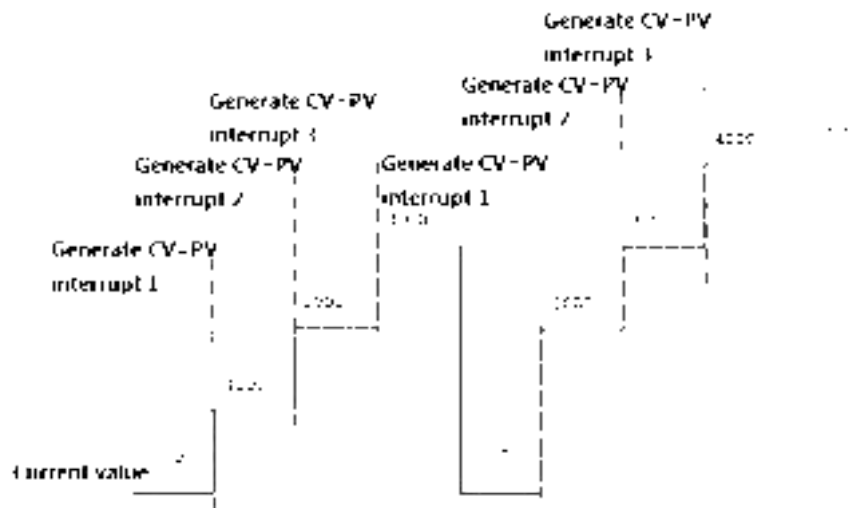 Generate CV-PV
interrupt 3
Generate CV-PV
interrupt 2
Generate CV-PV
interrupt 3
Generate CV-PV
interrupt 2
Generate CV-PV
interrupt 1
Generate CV-PV
interrupt 1
Current value